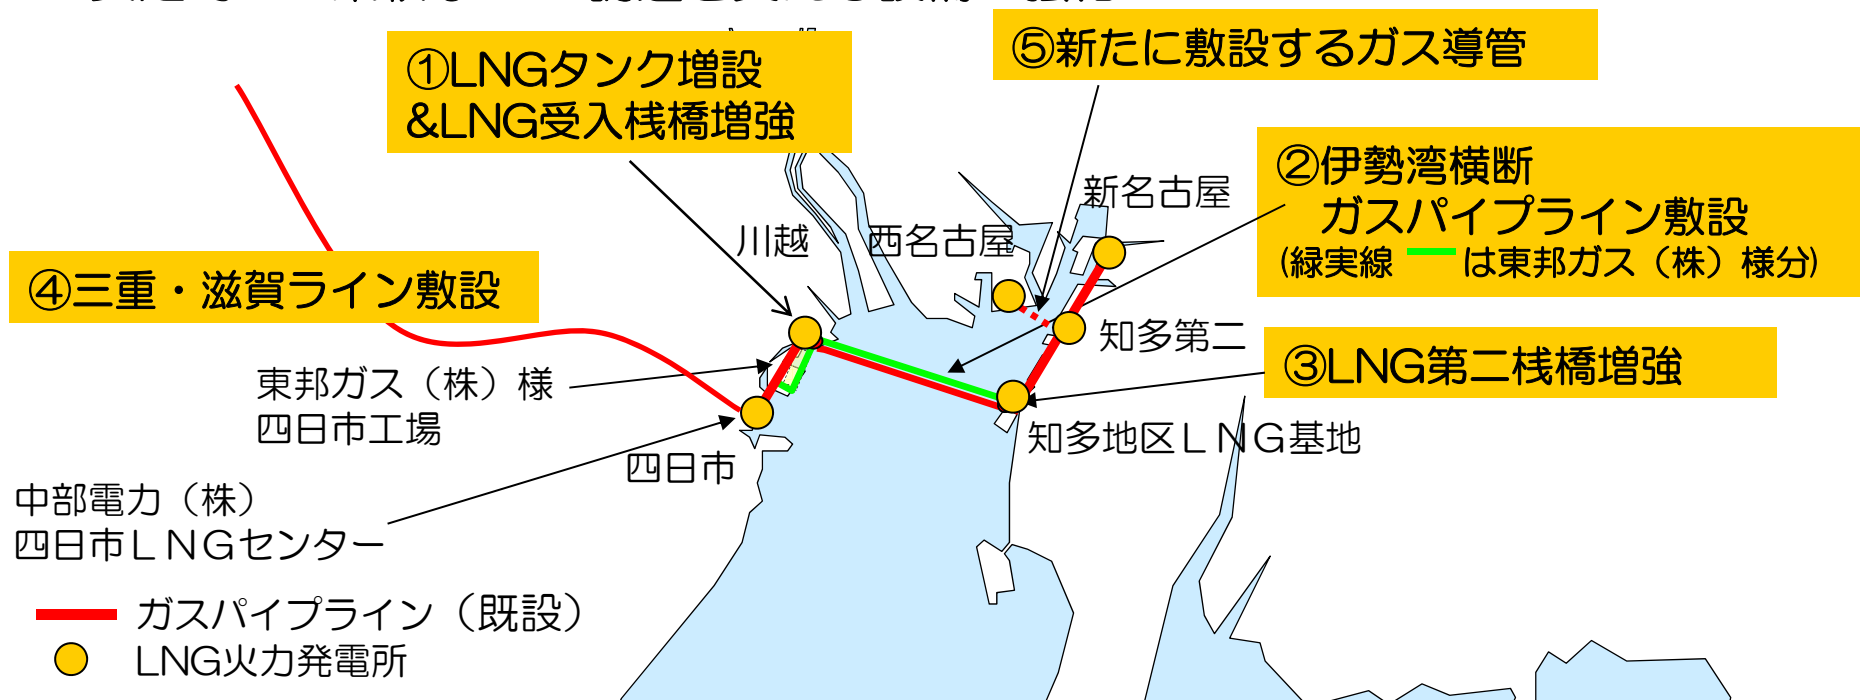 ①LNGタンク増設
&LNG受入桟橋増強
⑤新たに敷設するガス導管
②伊勢湾横断
ガスパイプライン敷設
(緑実線 は東邦ガス（株）様分)
新名古屋
川越
西名古屋
④三重・滋賀ライン敷設
知多第二
③LNG第二桟橋増強
東邦ガス（株）様
四日市工場
知多地区ＬＮＧ基地
四日市
中部電力（株）
四日市ＬＮＧセンター
ガスパイプライン（既設）
LNG火力発電所